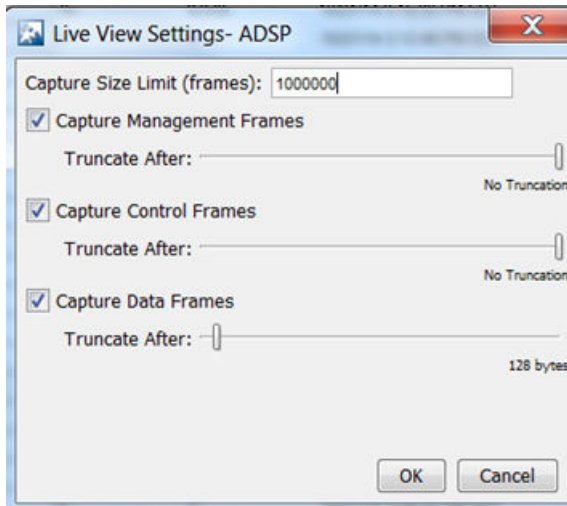 Live View Settings- ADSP
Capture Size Limit (frames): 1000000
Capture Management Frames
Truncate After:
No Truncation
Capture Control Frames
Truncate After:
No Truncation
Capture Data Frames
Truncate After:
128 bytes
OK Cancel